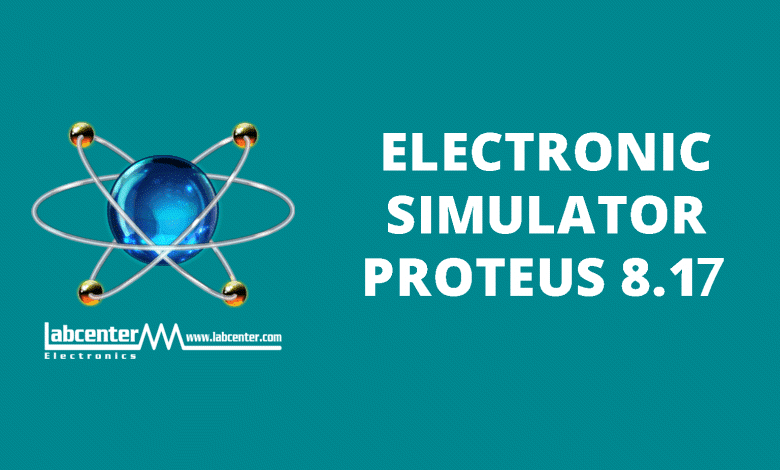 ELECTRONIC
SIMULATOR
PROTEUS 8.17
Labcenter www.labcenter.com
Electronics